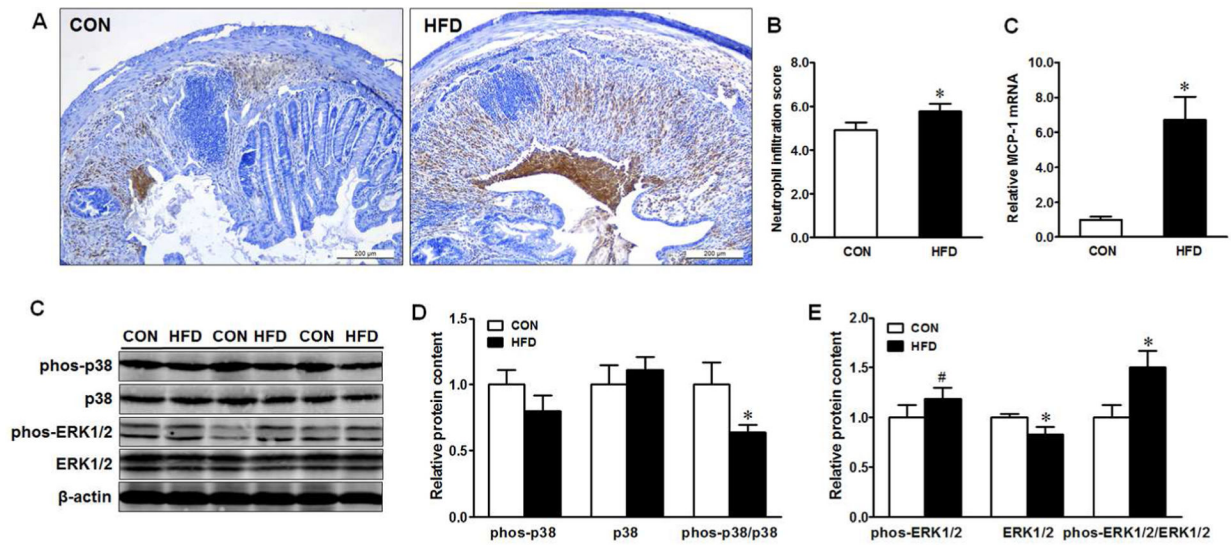 A
CON
HFD
200 µm
200 µm
B
Neutrophil infiltration score
8.0
6.0
4.0
2.0
0.0
*
CON
HFD
C
Relative MCP-1 mRNA
10.0
8.0
6.0
4.0
2.0
0.0
*
CON
HFD
C
CON HFD CON HFD CON HFD
phos-p38
p38
phos-ERK1/2
ERK1/2
β-actin
D
Relative protein content
1.5
1.0
0.5
0.0
CON
HFD
*
phos-p38 p38 phos-p38/p38
E
Relative protein content
2.0
1.5
1.0
0.5
0.0
CON
HFD
#
*
*
phos-ERK1/2 ERK1/2 phos-ERK1/2/ERK1/2